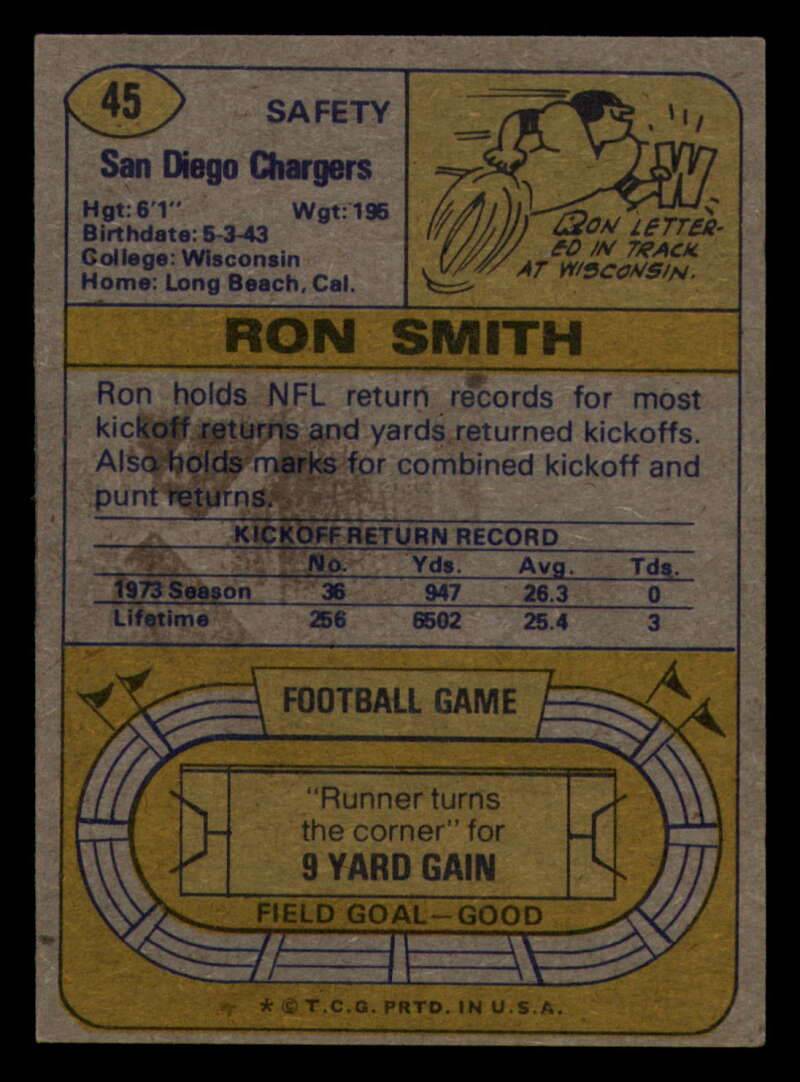 45
SAFETY
San Diego Chargers
Hgt: 6'1" Wgt: 195
Birthdate: 5-3-43
College: Wisconsin
Home: Long Beach, Cal.
W
RON LETTER-
ED IN TRACK
AT WISCONSIN.
RON SMITH
Ron holds NFL return records for most
kickoff returns and yards returned kickoffs.
Also holds marks for combined kickoff and
punt returns.
KICKOFF RETURN RECORD
No. Yds. Avg. Tds.
1973 Season 36 947 26.3 0
Lifetime 256 6502 25.4 3
FOOTBALL GAME
"Runner turns
the corner" for
9 YARD GAIN
FIELD GOAL—GOOD
* © T.C.G. PRTD. IN U.S.A.